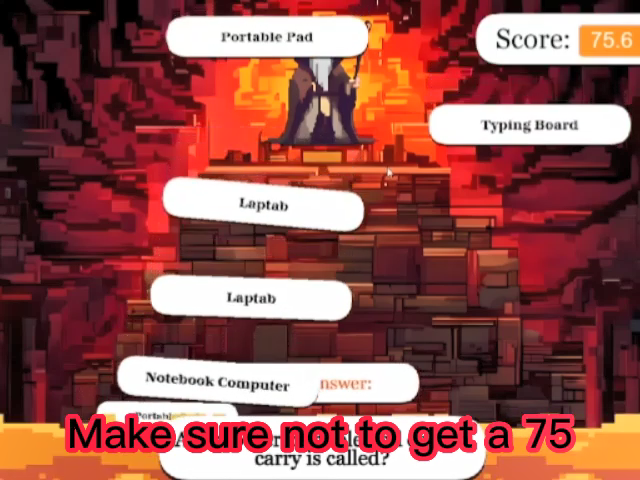 Portable Pad
Score: 75.6
Typing Board
Laptab
Laptab
Notebook Computer
nswer:
Make sure not to get a 75
carry is called?